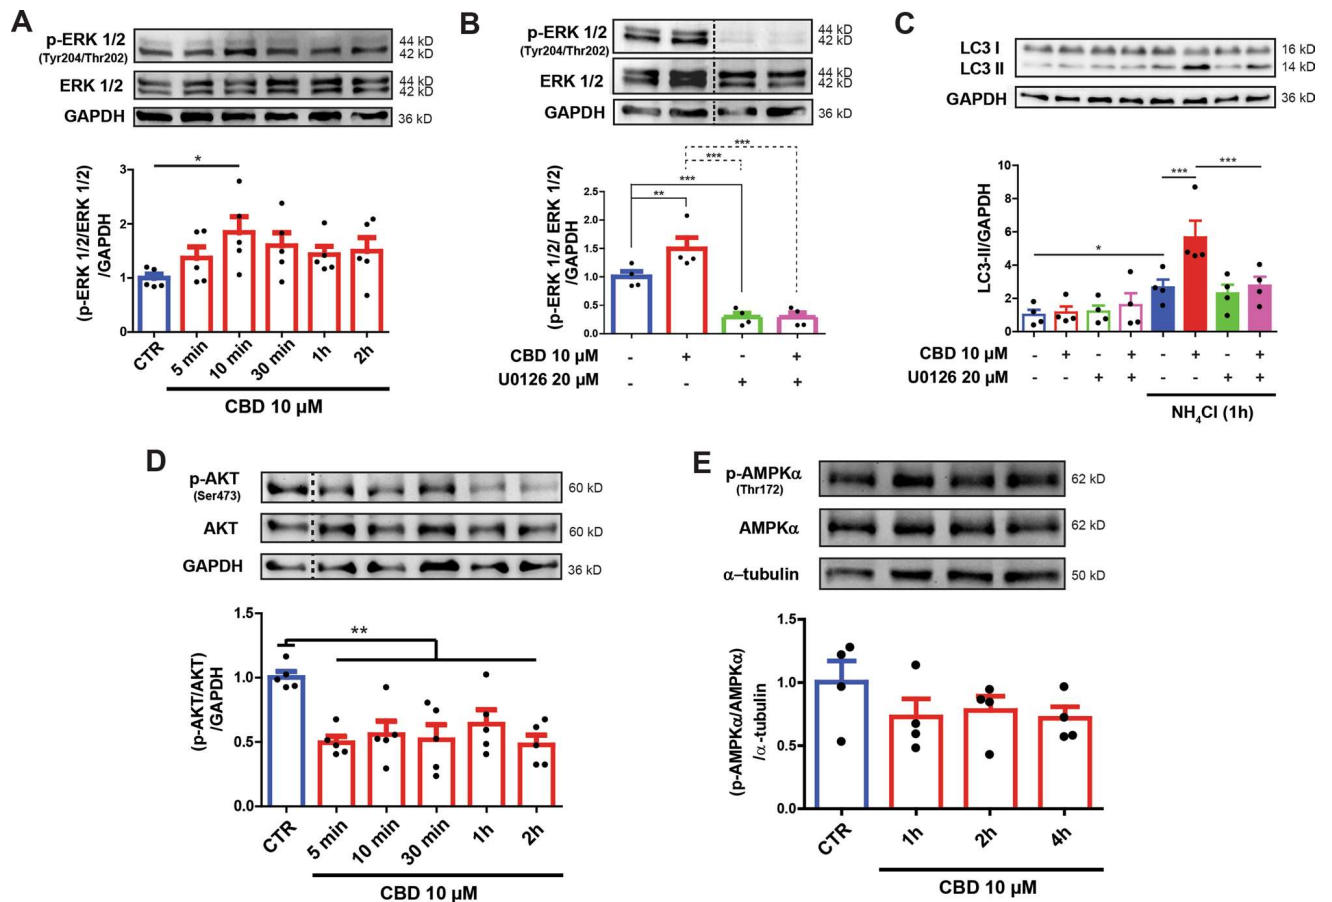 A
p-ERK 1/2
(Tyr204/Thr202)
44 kD
42 kD
ERK 1/2
44 kD
42 kD
GAPDH
36 kD
(p-ERK 1/2/ERK 1/2)
/GAPDH
3
2
1
0
*
CTR
5 min
10 min
30 min
1h
2h
CBD 10 µM
B
p-ERK 1/2
(Tyr204/Thr202)
44 kD
42 kD
ERK 1/2
44 kD
42 kD
GAPDH
36 kD
(p-ERK 1/2/ ERK 1/2)
/GAPDH
2.5
2.0
1.5
1.0
0.5
0.0
***
***
***
**
CBD 10 µM - + - +
U0126 20 µM - - + +
C
LC3 I
16 kD
LC3 II
14 kD
GAPDH
36 kD
LC3-II/GAPDH
10
8
6
4
2
0
*
***
***
CBD 10 µM - + - + - + - +
U0126 20 µM - - + + - - + +
NH4Cl (1h)
D
p-AKT
(Ser473)
60 kD
AKT
60 kD
GAPDH
36 kD
(p-AKT/AKT)
/GAPDH
1.5
1.0
0.5
0.0
**
CTR
5 min
10 min
30 min
1h
2h
CBD 10 µM
E
p-AMPKα
(Thr172)
62 kD
AMPKα
62 kD
α–tubulin
50 kD
(p-AMPKα/AMPKα)
/α-tubulin
1.5
1.0
0.5
0.0
CTR
1h
2h
4h
CBD 10 µM